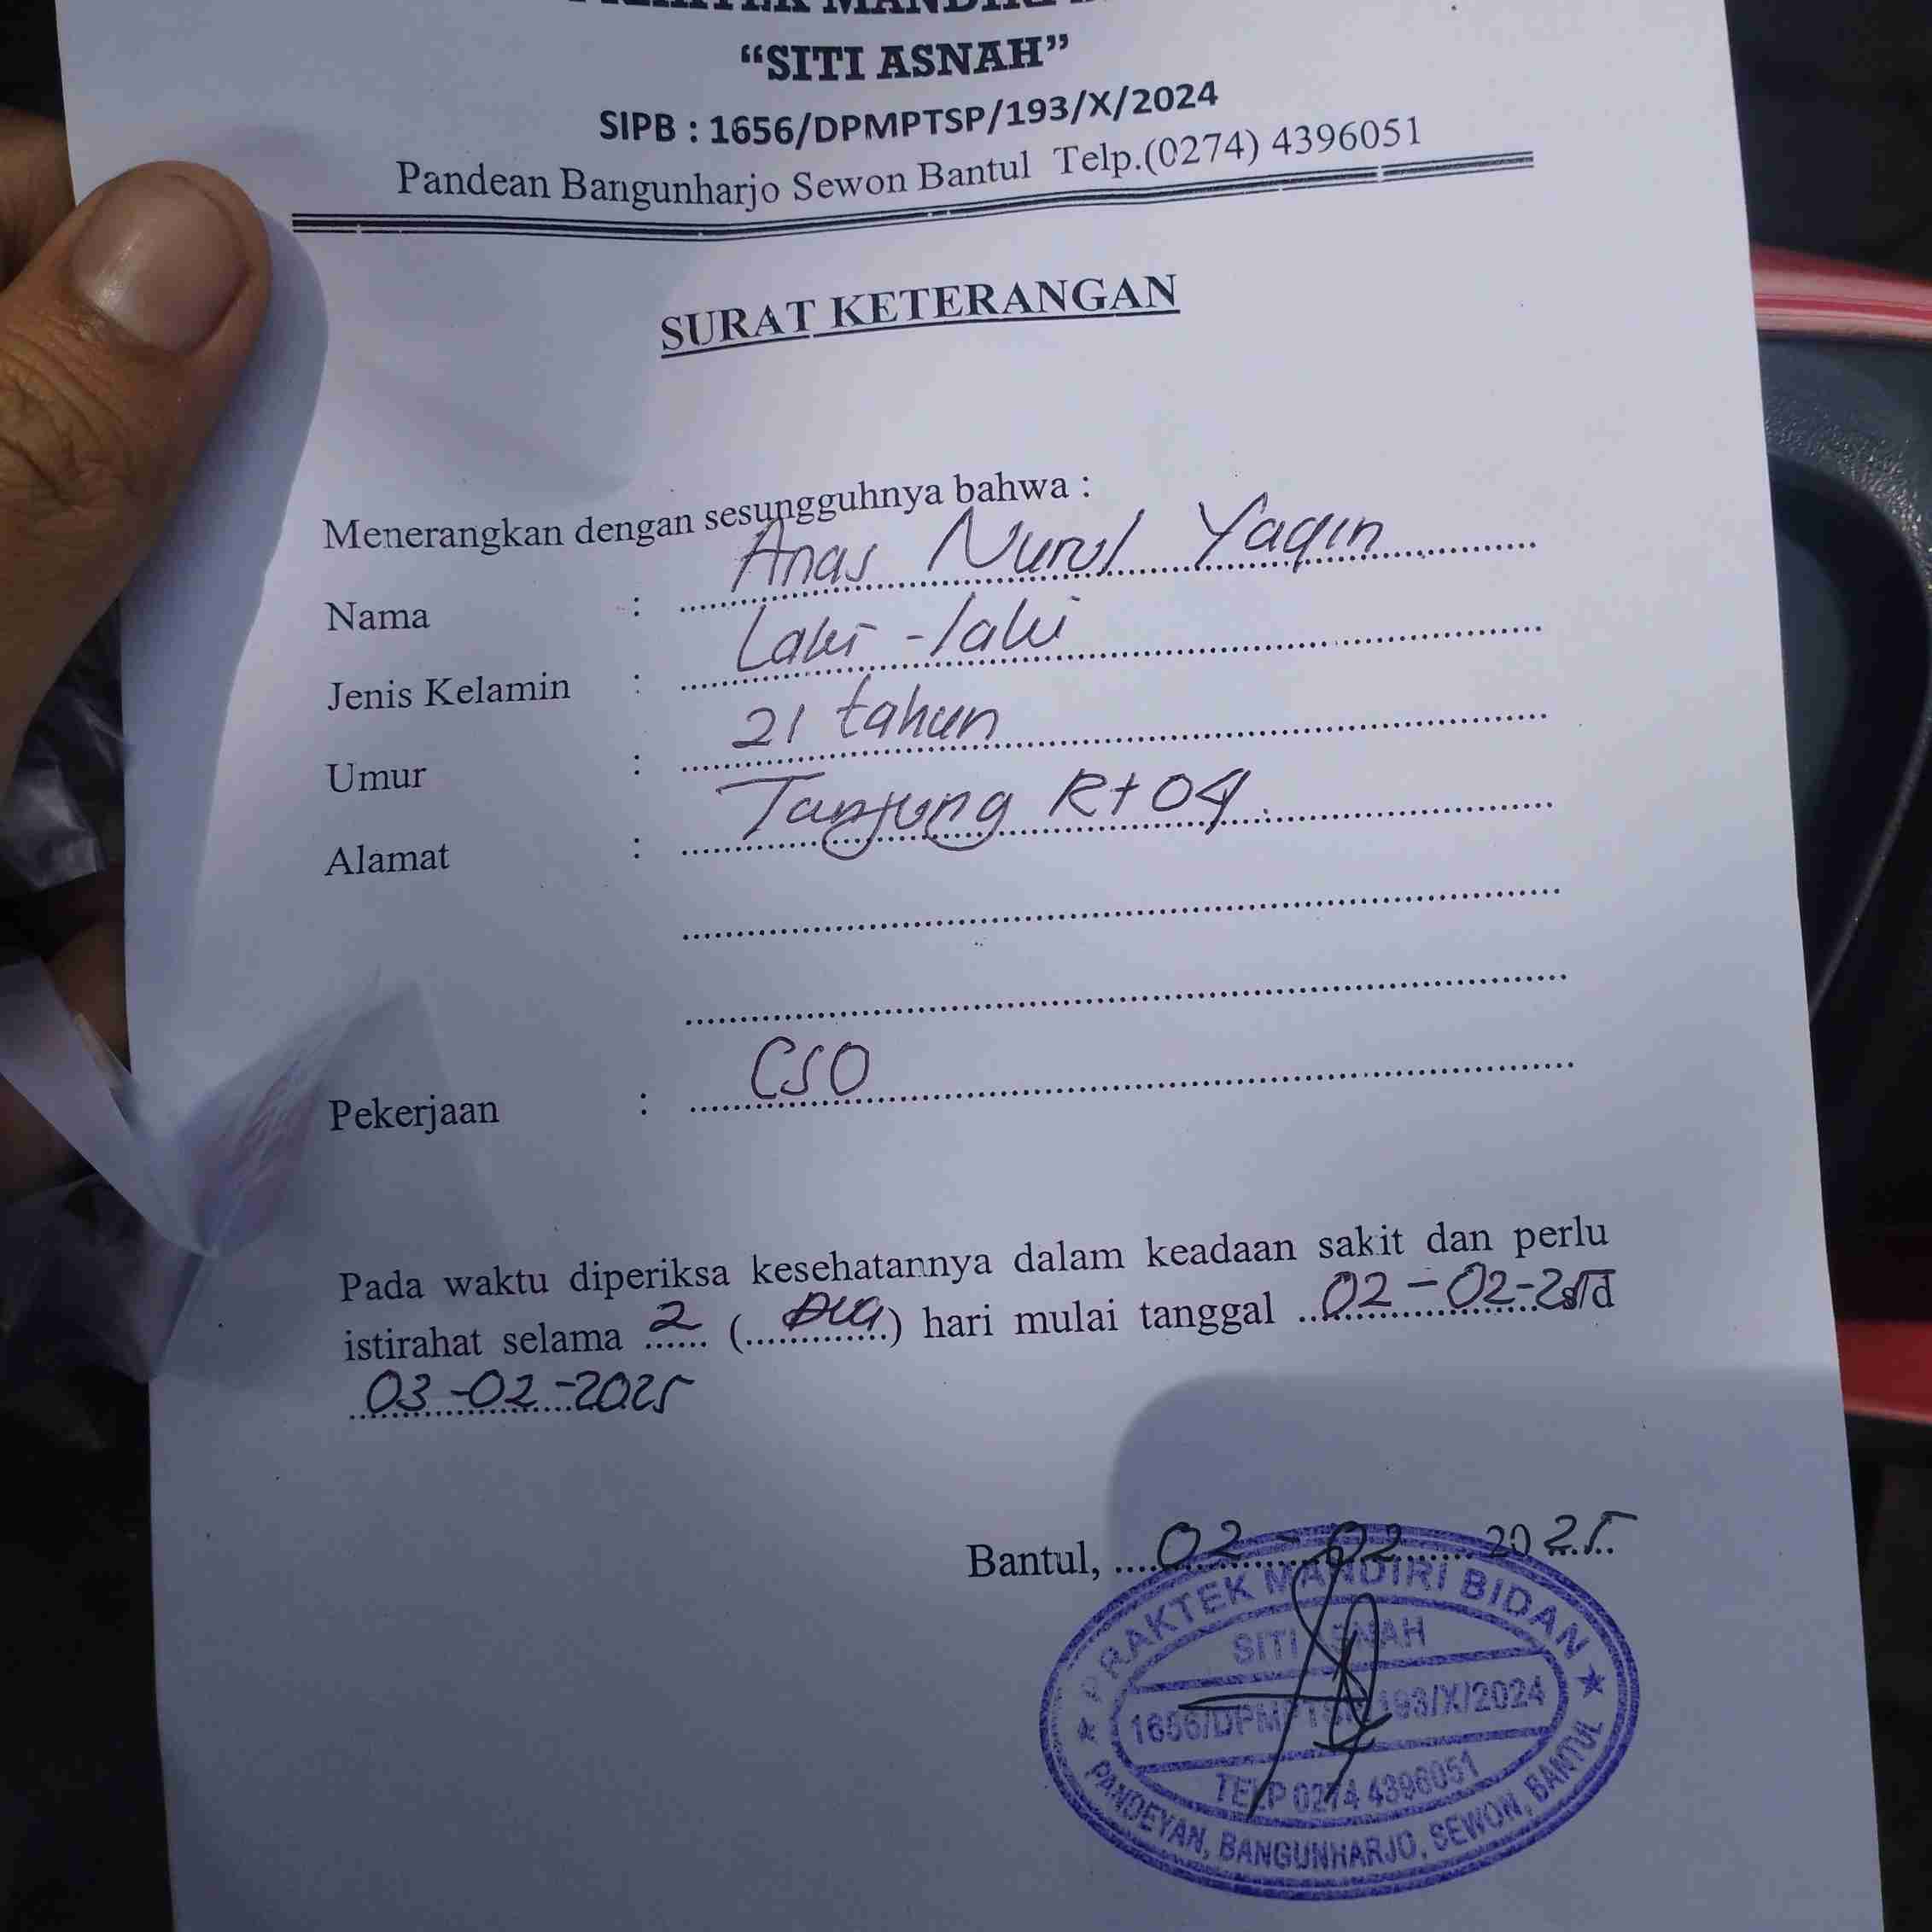 PRAKTEK MANDIRI
“SITI ASNAH”
SIPB : 1656/DPMPTSP/193/X/2024
Pandean Bangunharjo Sewon Bantul Telp.(0274) 4396051
SURAT KETERANGAN
Menerangkan dengan sesungguhnya bahwa :
Nama : Anas Nurul Yaqin
Jenis Kelamin : Laki-laki
Umur : 21 tahun
Alamat : Tanjung Rt 04
Pekerjaan : CSO
Pada waktu diperiksa kesehatannya dalam keadaan sakit dan perlu
istirahat selama 2 (Dua) hari mulai tanggal 02-02-25 s/d
03-02-2025
Bantul, 02-02 2025
PRAKTEK MANDIRI BIDAN
SITI ASNAH
1656/DPMPTSP/193/X/2024
TELP 0274 4396051
PANDEYAN, BANGUNHARJO, SEWON, BANTUL